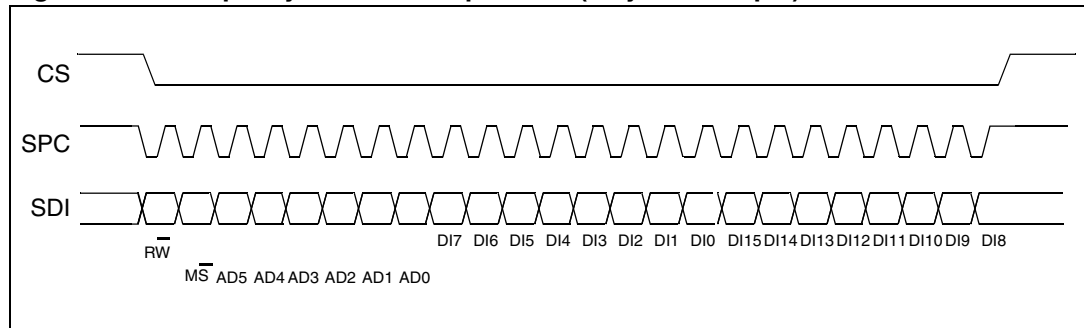 CS
SPC
SDI
DI7 DI6 DI5 DI4 DI3 DI2 DI1 DI0 DI15 DI14 DI13 DI12 DI11 DI10 DI9 DI8
RW̅
MS̅ AD5 AD4 AD3 AD2 AD1 AD0